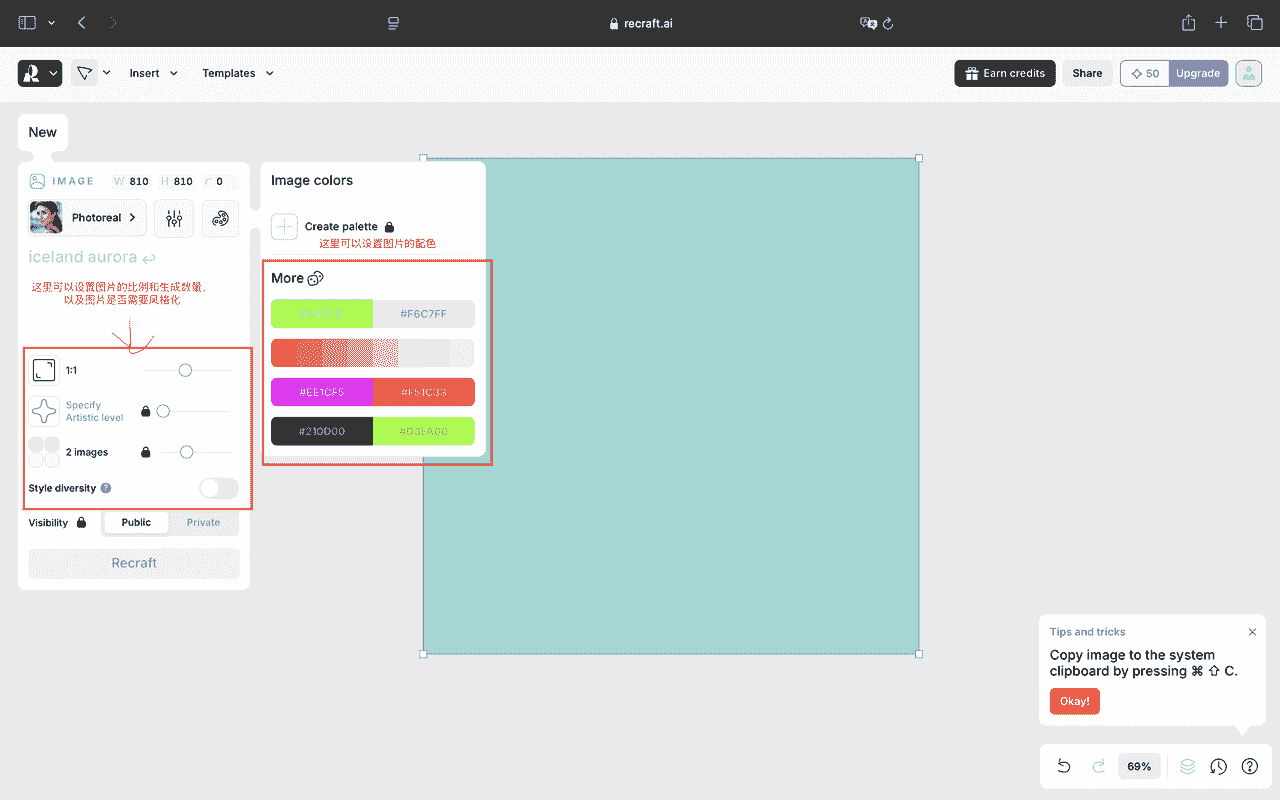 recraft.ai
Insert
Templates
Earn credits
Share
50
Upgrade
New
IMAGE
W 810
H 810
C 0
Photoreal
iceland aurora
这里可以设置图片的比例和生成数量,
以及照片是否需要风格化
1:1
Specify
Artistic level
2 images
Style diversity
?
Visibility
Public
Private
Recraft
Image colors
Create palette
这里可以设置图片的配色
More
#F6C7FF
#EE1CF5
#F51C33
#210D00
#D3FA00
Tips and tricks
Copy image to the system
clipboard by pressing ⌘ ⇧ C.
Okay!
69%